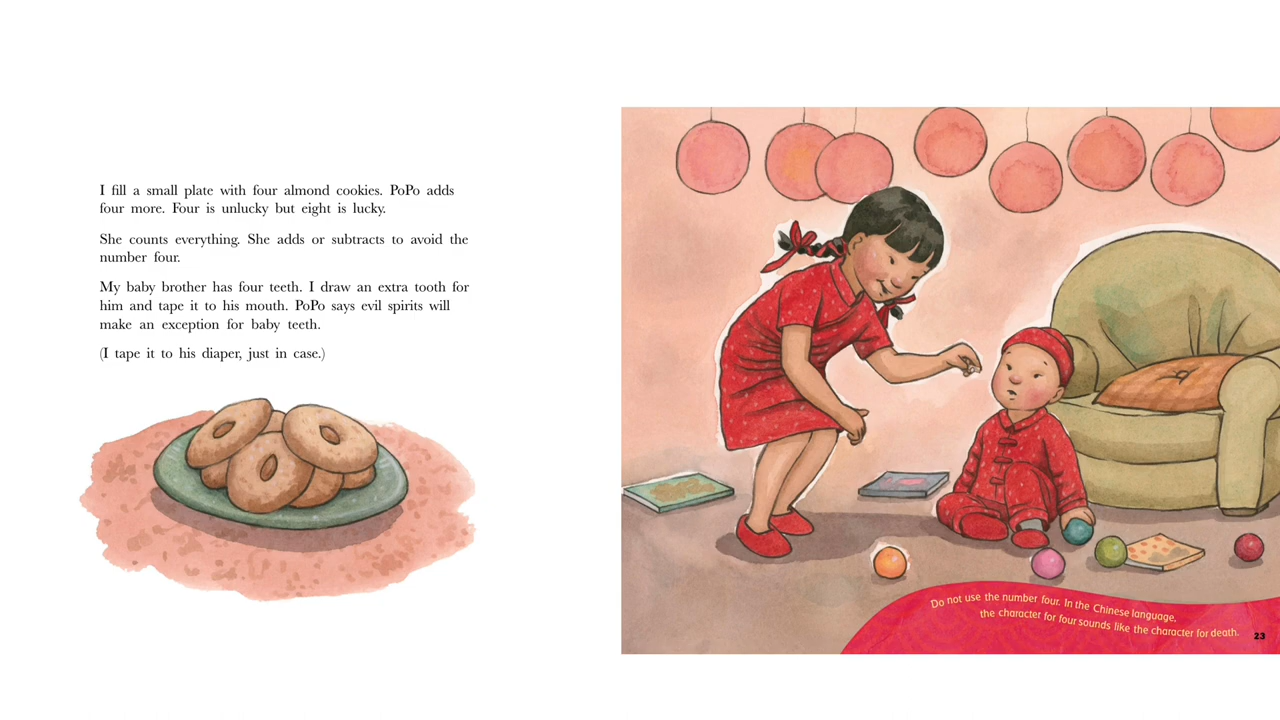 I fill a small plate with four almond cookies. PoPo adds
four more. Four is unlucky but eight is lucky.
She counts everything. She adds or subtracts to avoid the
number four.
My baby brother has four teeth. I draw an extra tooth for
him and tape it to his mouth. PoPo says evil spirits will
make an exception for baby teeth.
(I tape it to his diaper, just in case.)
Do not use the number four. In the Chinese language,
the character for four sounds like the character for death.
23